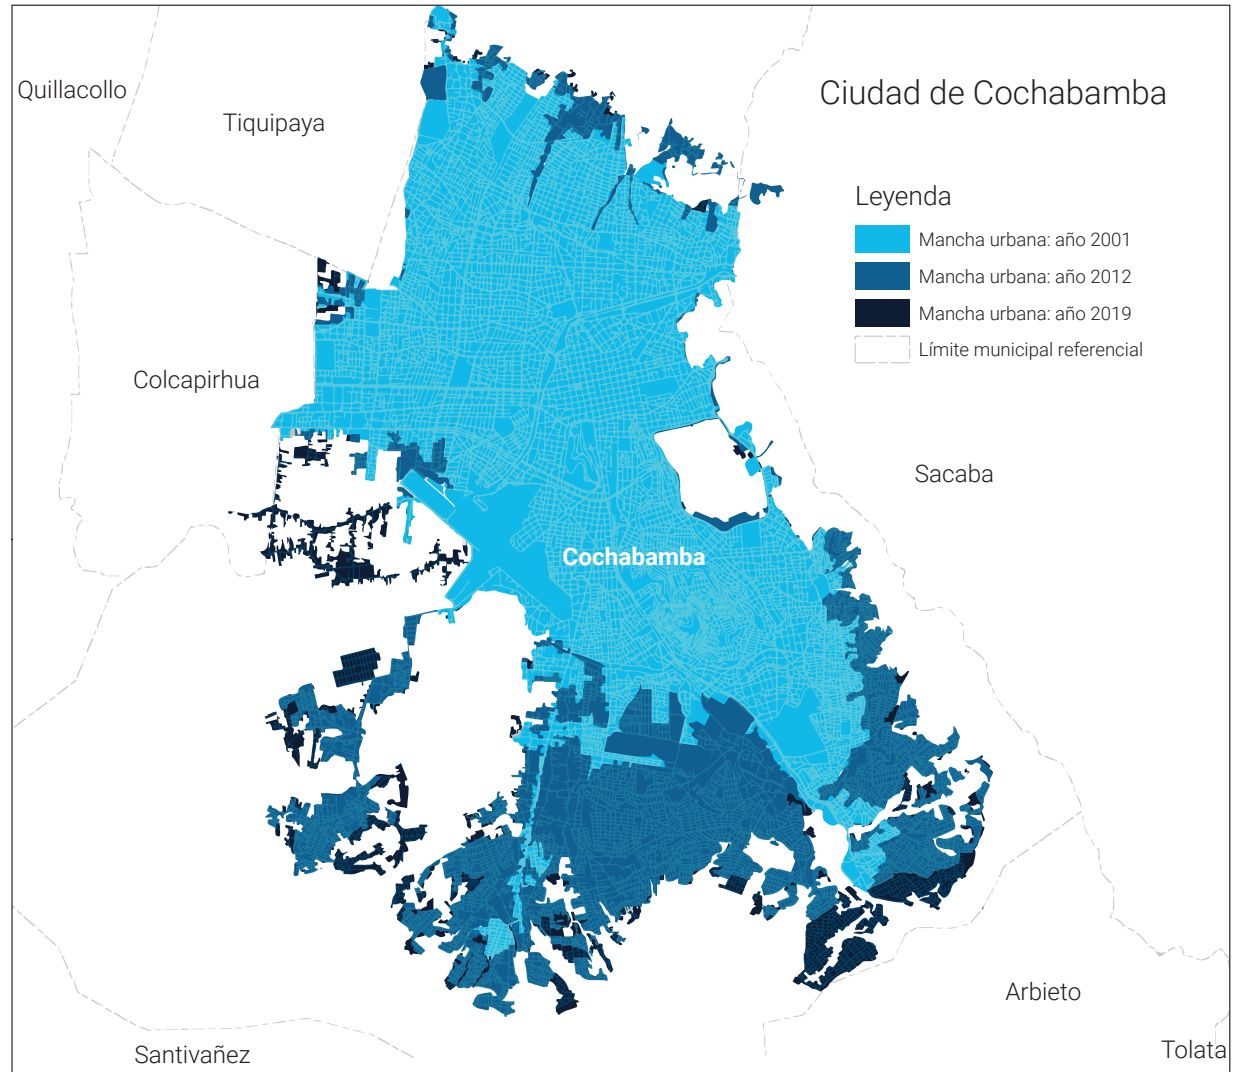 Ciudad de Cochabamba
Quillacollo
Tiquipaya
Leyenda
Mancha urbana: año 2001
Mancha urbana: año 2012
Mancha urbana: año 2019
Límite municipal referencial
Colcapirhua
Sacaba
Cochabamba
Arbieto
Santivañez
Tolata